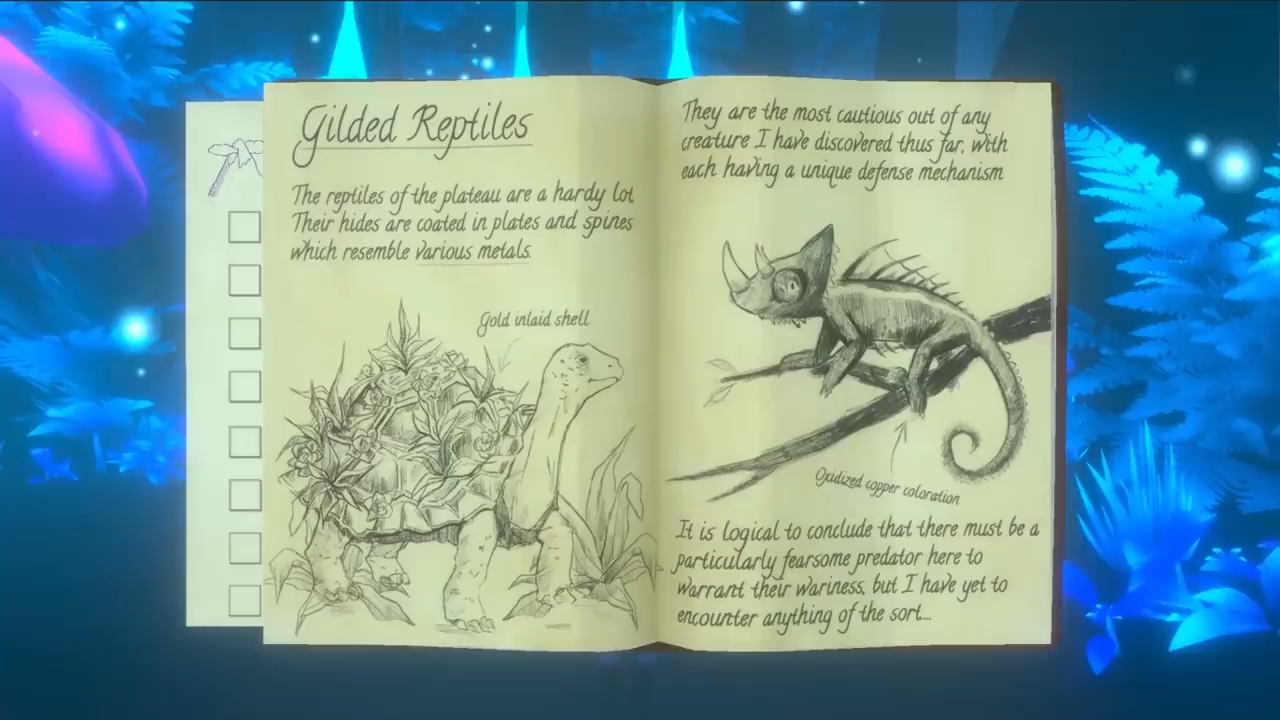 Gilded Reptiles
The reptiles of the plateau are a hardy lot.
Their hides are coated in plates and spines
which resemble various metals.
Gold inlaid shell
They are the most cautious out of any
creature I have discovered thus far, with
each having a unique defense mechanism
Oxidized copper coloration
It is logical to conclude that there must be a
particularly fearsome predator here to
warrant their wariness, but I have yet to
encounter anything of the sort...